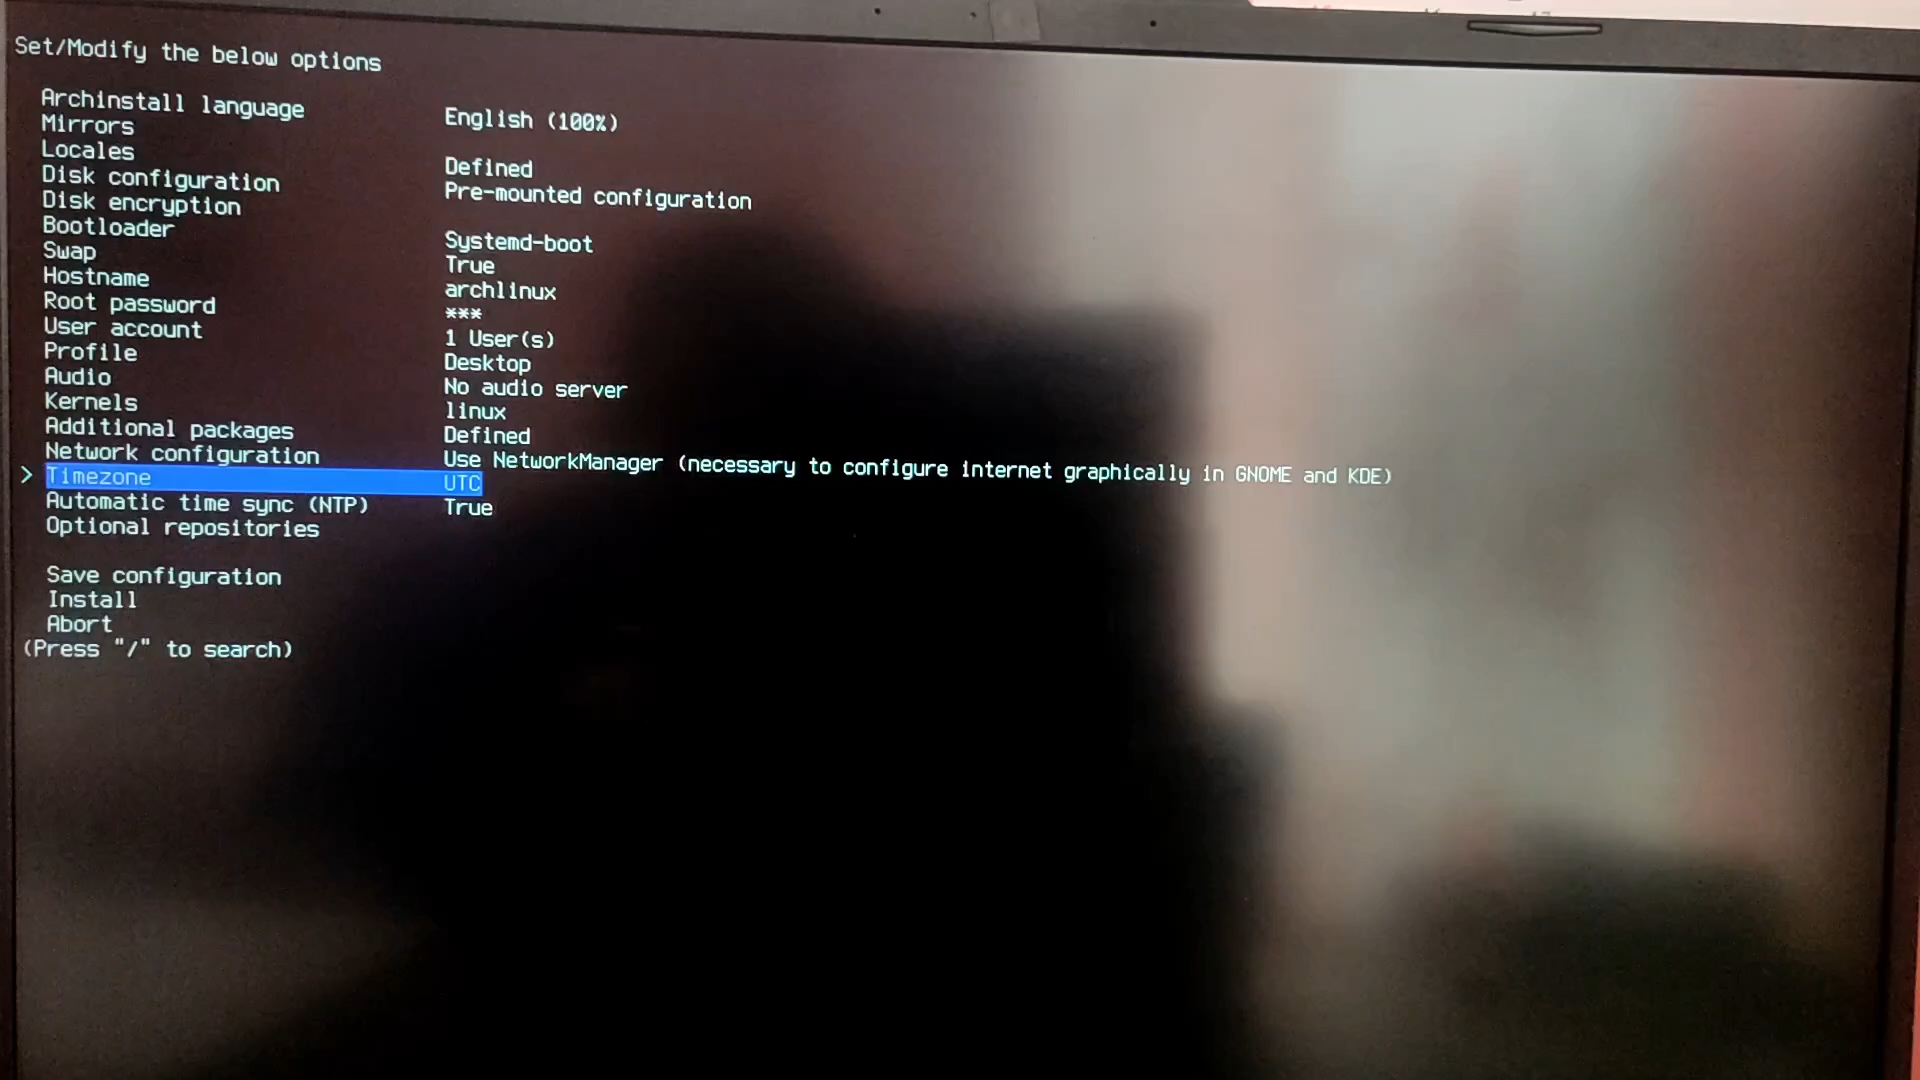 Set/Modify the below options
Archinstall language English (100%)
Mirrors
Locales Defined
Disk configuration Pre-mounted configuration
Disk encryption
Bootloader Systemd-boot
Swap True
Hostname archlinux
Root password ***
User account 1 User(s)
Profile Desktop
Audio No audio server
Kernels linux
Additional packages Defined
Network configuration Use NetworkManager (necessary to configure internet graphically in GNOME and KDE)
> Timezone UTC
Automatic time sync (NTP) True
Optional repositories
Save configuration
Install
Abort
(Press "/" to search)